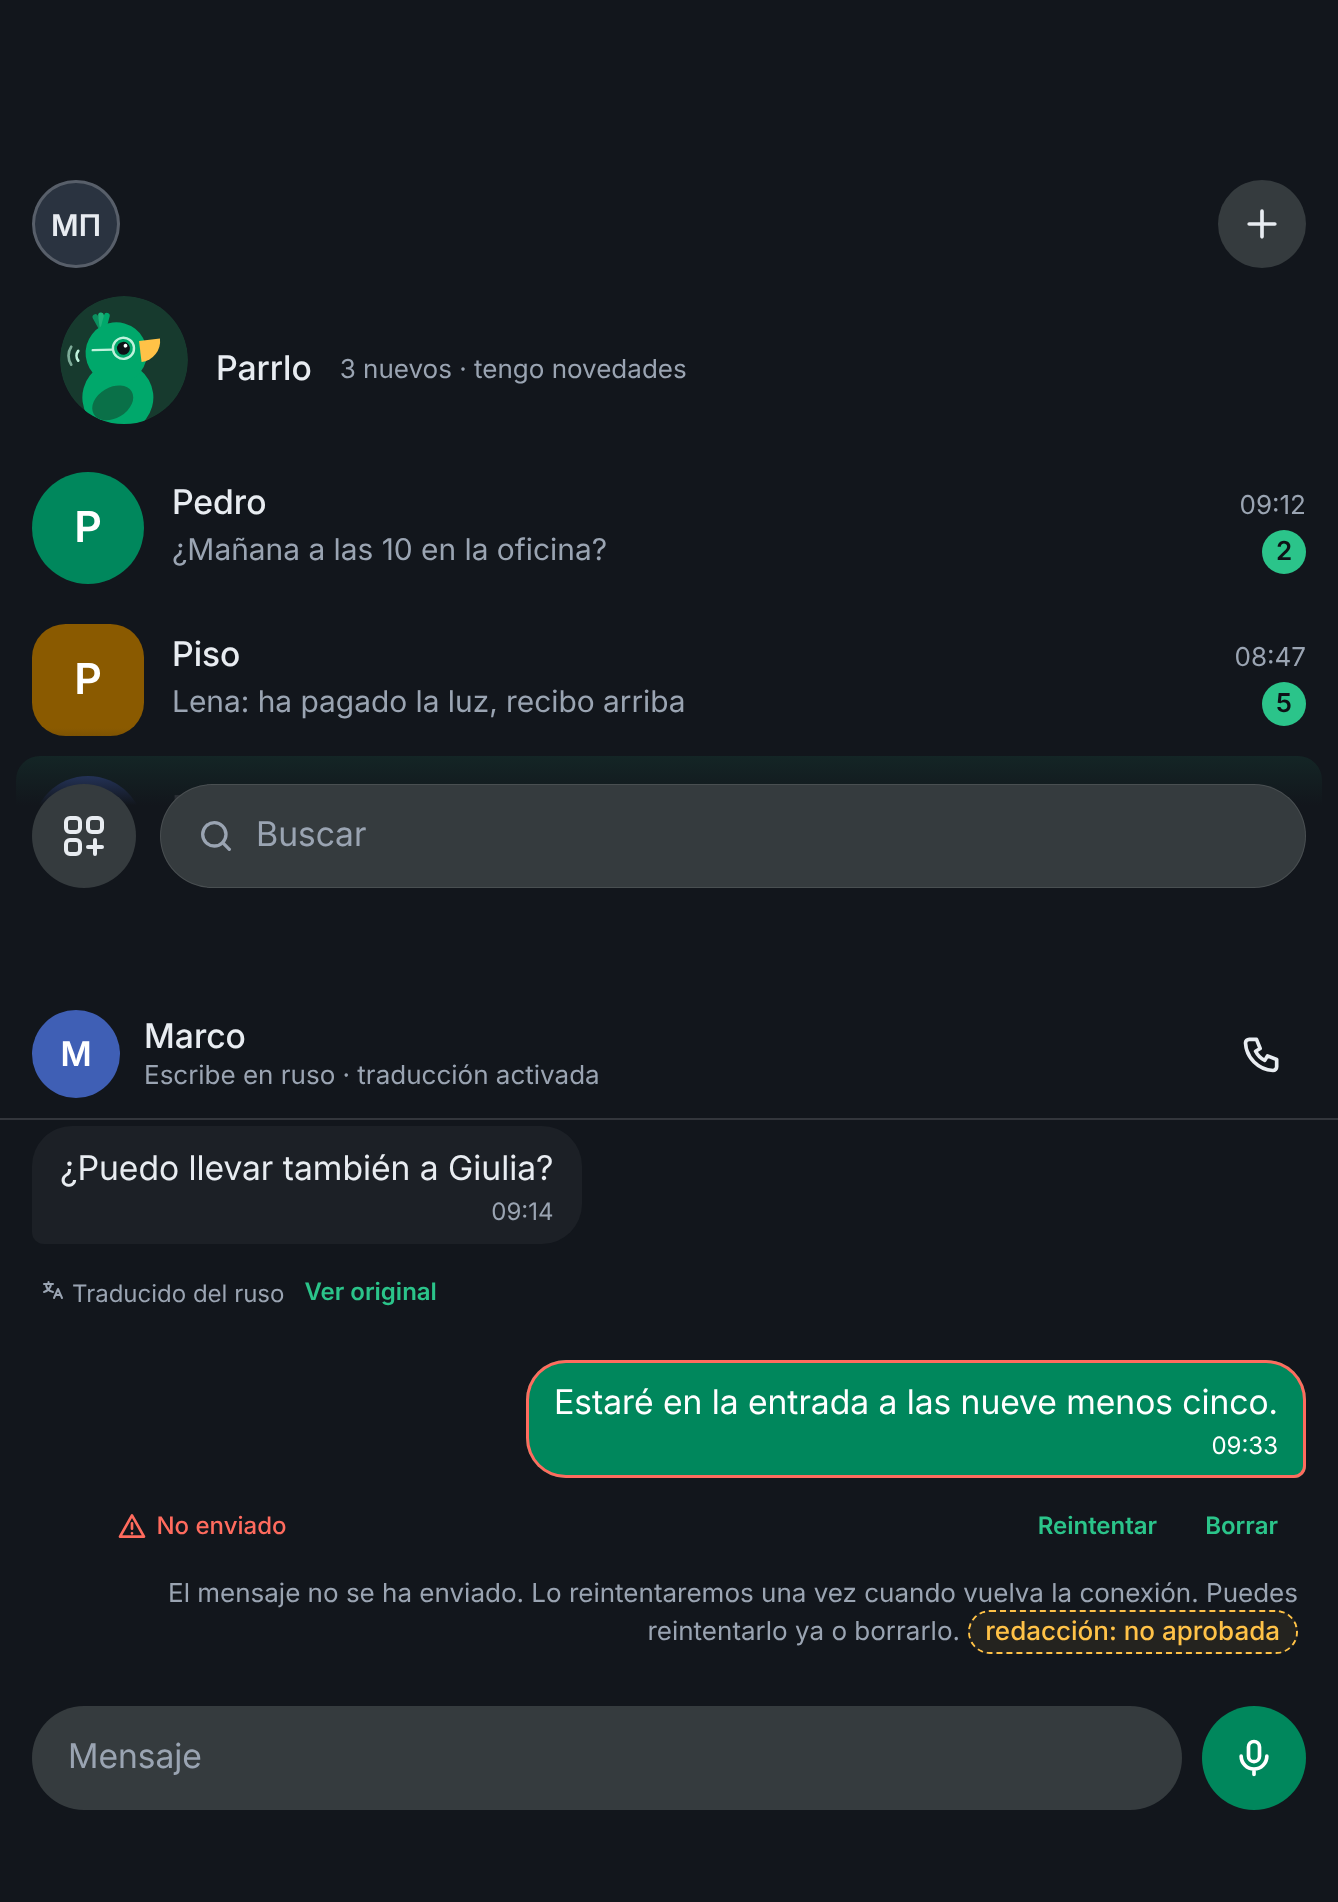 МП
Parrlo 3 nuevos · tengo novedades
P
Pedro
09:12
¿Mañana a las 10 en la oficina?
2
P
Piso
08:47
Lena: ha pagado la luz, recibo arriba
5
Buscar
M
Marco
Escribe en ruso · traducción activada
¿Puedo llevar también a Giulia?
09:14
Traducido del ruso Ver original
Estaré en la entrada a las nueve menos cinco.
09:33
No enviado Reintentar Borrar
El mensaje no se ha enviado. Lo reintentaremos una vez cuando vuelva la conexión. Puedes
reintentarlo ya o borrarlo. redacción: no aprobada
Mensaje